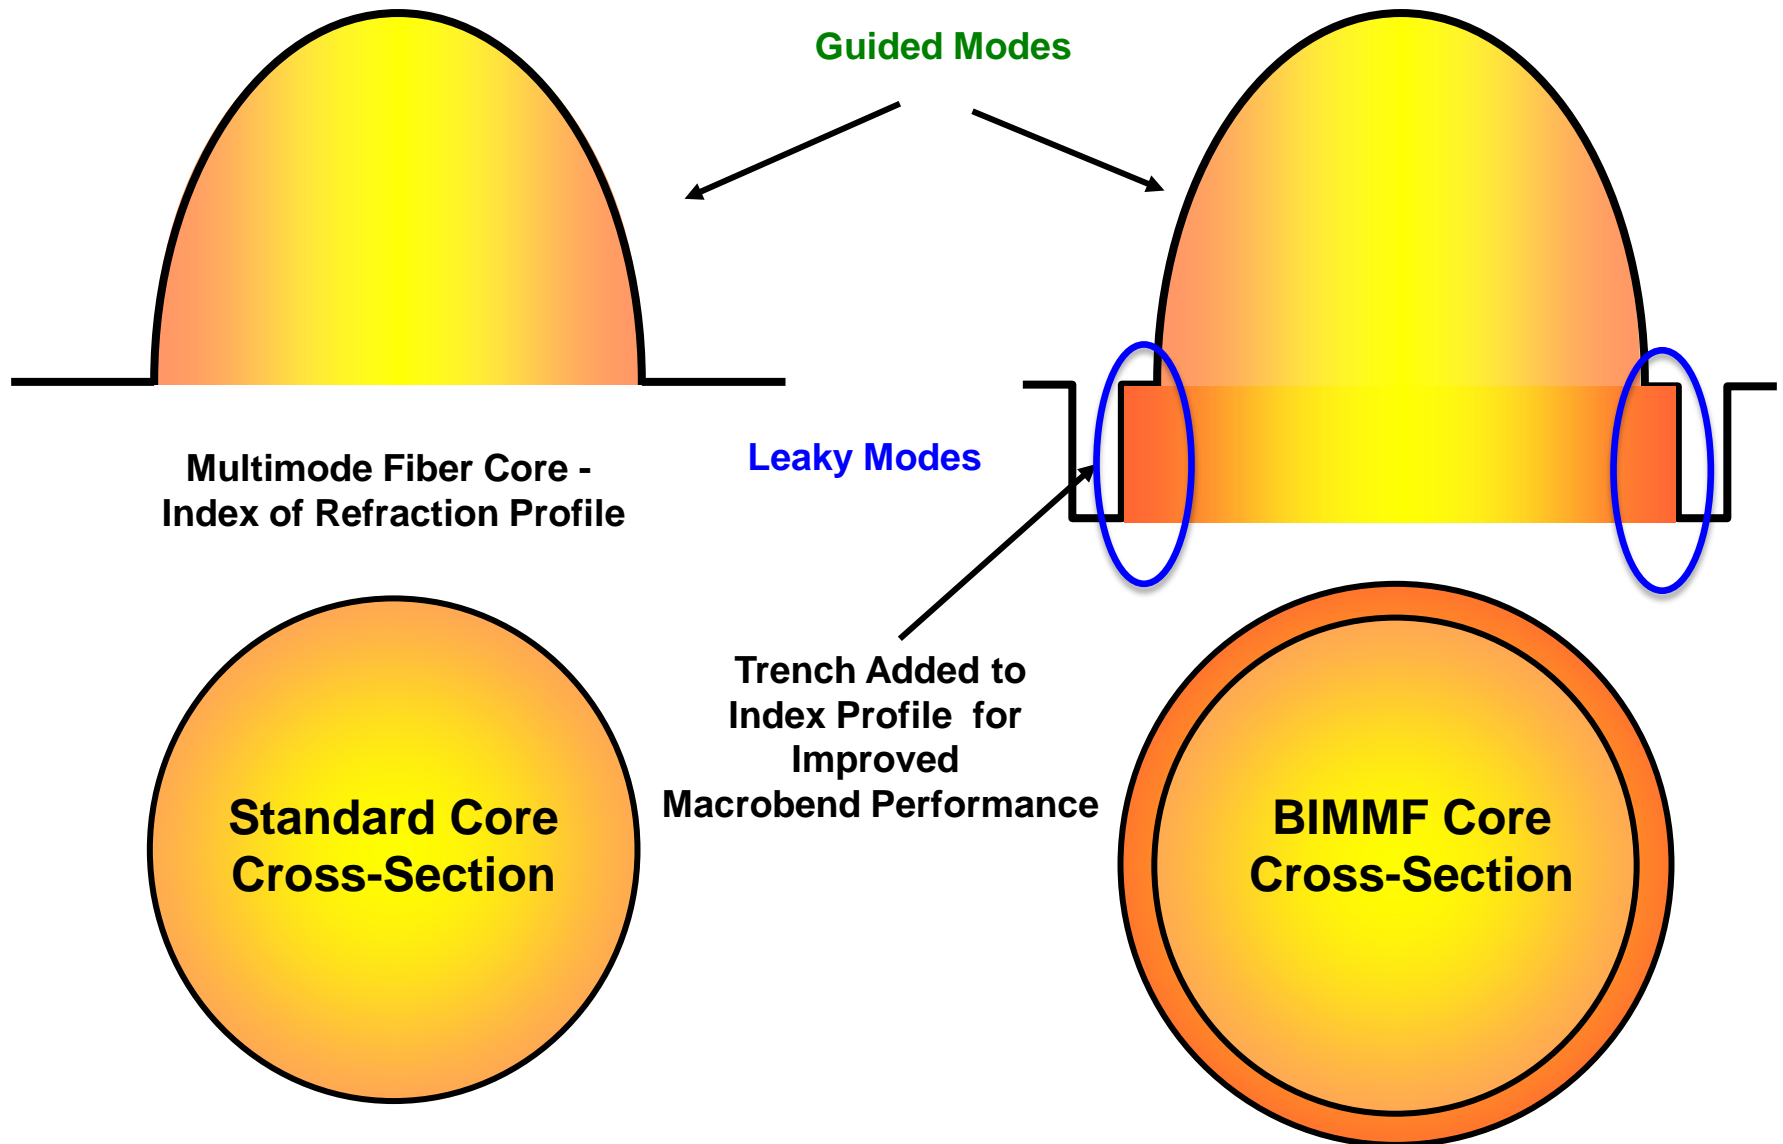 Guided Modes
Multimode Fiber Core -
Index of Refraction Profile
Leaky Modes
Trench Added to
Index Profile for
Improved
Macrobend Performance
Standard Core
Cross-Section
BIMMF Core
Cross-Section